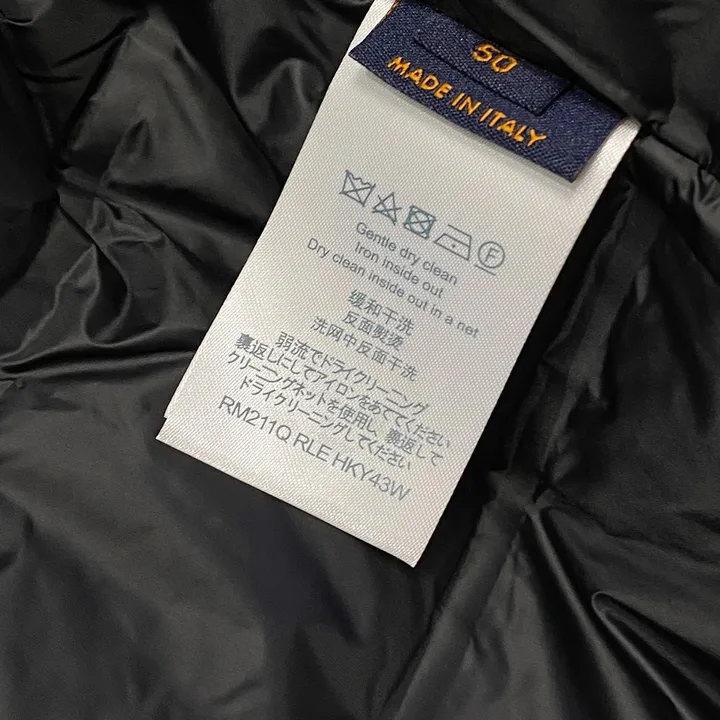 50
MADE IN ITALY
F
Gentle dry clean
Iron inside out
Dry clean inside out in a net
缓和干洗
反面熨烫
洗网中反面干洗
弱流でドライクリーニング
裏返しにしてアイロンをあててください
クリーニングネットを使用し、裏返して
ドライクリーニングしてください
RM211Q RLE HKY43W